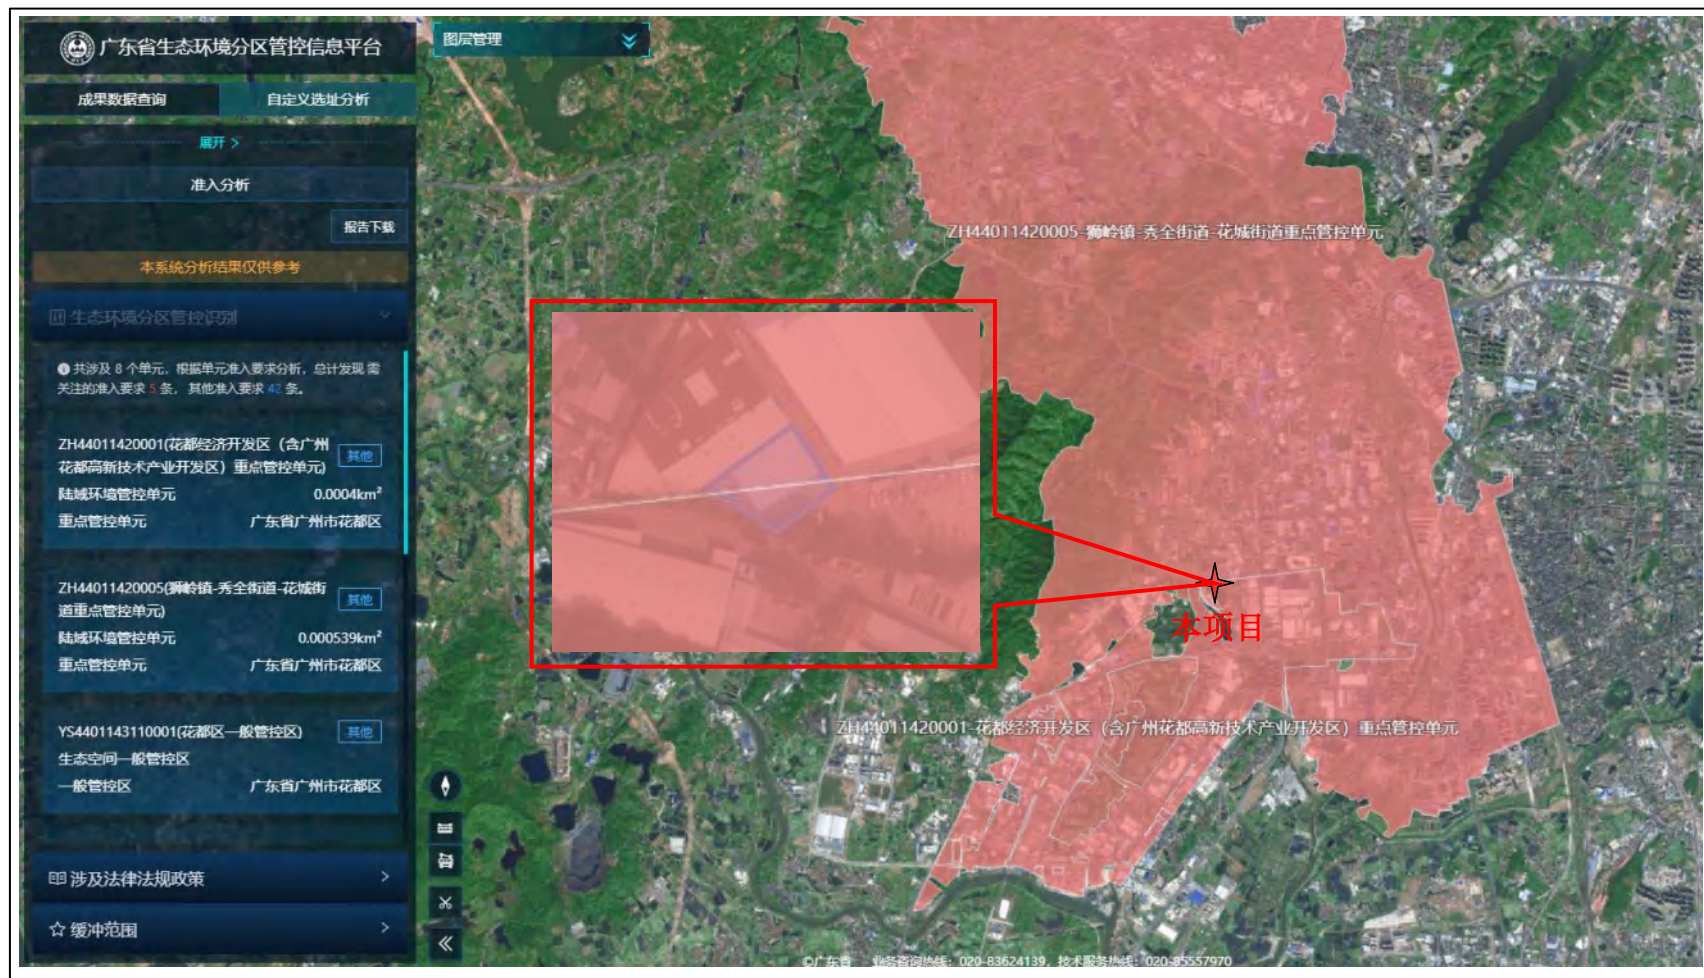 广东省生态环境分区管控信息平台
成果数据查询
自定义选址分析
展开 >
准入分析
报告下载
本系统分析结果仅供参考
生态环境分区管控识别
共涉及 8 个单元，根据单元准入要求分析，总计发现 需
关注的准入要求 5 条， 其他准入要求 42 条。
ZH44011420001(花都经济开发区（含广州
花都高新技术产业开发区）重点管控单元)
其他
陆域环境管控单元
0.0004km²
重点管控单元
广东省广州市花都区
ZH44011420005(狮岭镇-秀全街道-花城街
道重点管控单元)
其他
陆域环境管控单元
0.000539km²
重点管控单元
广东省广州市花都区
YS4401143110001(花都区一般管控区)
其他
生态空间一般管控区
一般管控区
广东省广州市花都区
涉及法律法规政策
缓冲范围
图层管理
ZH44011420005-狮岭镇-秀全街道-花城街道重点管控单元
本项目
ZH44011420001-花都经济开发区（含广州花都高新技术产业开发区）重点管控单元
©广东省 业务咨询热线：020-83624139，技术服务热线：020-85557970